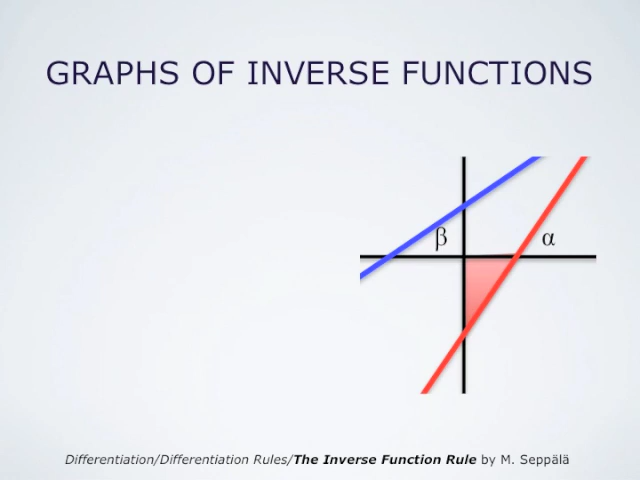 GRAPHS OF INVERSE FUNCTIONS
β α
Differentiation/Differentiation Rules/The Inverse Function Rule by M. Seppälä